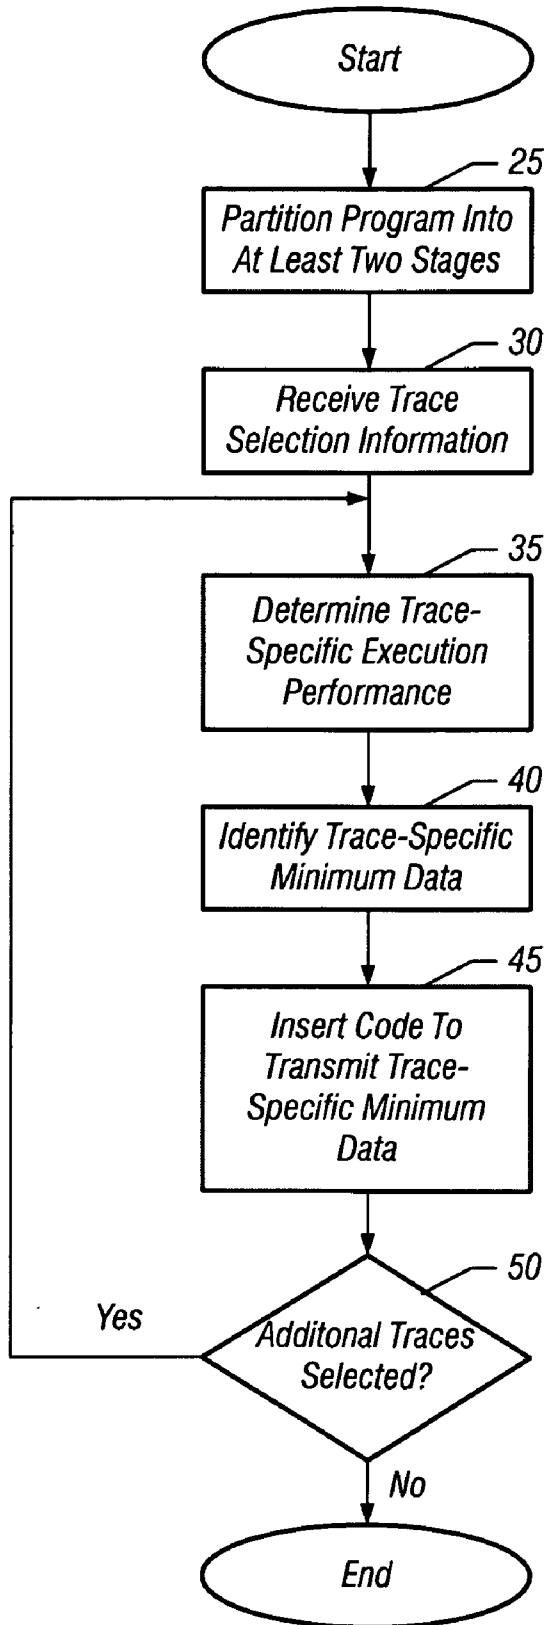 Start
25
Partition Program Into
At Least Two Stages
30
Receive Trace
Selection Information
35
Determine Trace-
Specific Execution
Performance
40
Identify Trace-Specific
Minimum Data
45
Insert Code To
Transmit Trace-
Specific Minimum
Data
50
Yes
Additonal Traces
Selected?
No
End